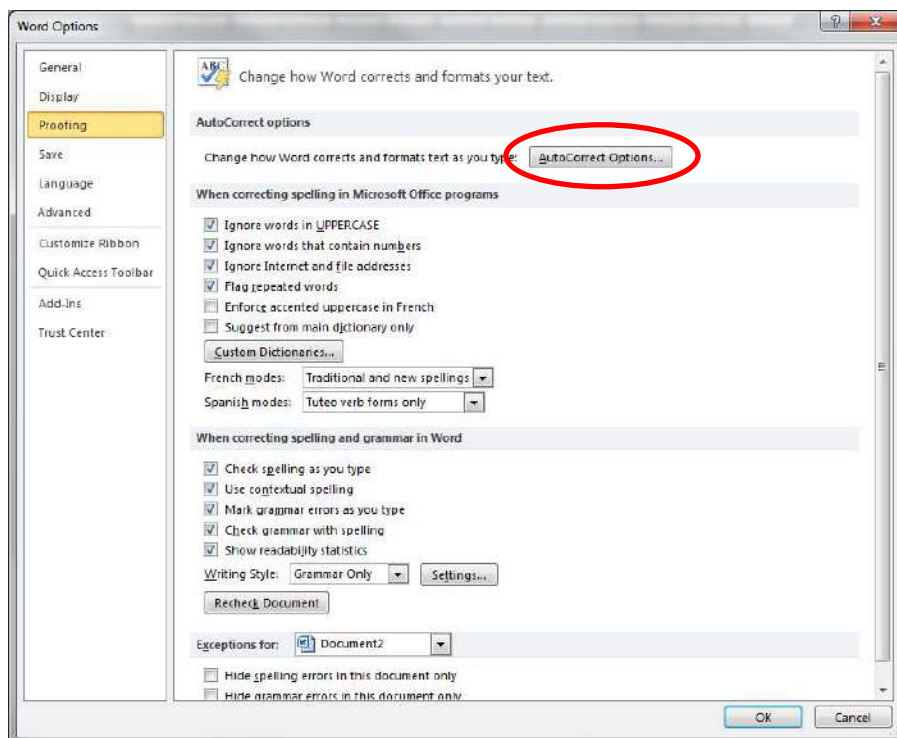 Word Options
General
Display
Proofing
Save
Language
Advanced
Customize Ribbon
Quick Access Toolbar
Add-Ins
Trust Center
ABC
Change how Word corrects and formats your text.
AutoCorrect options
Change how Word corrects and formats text as you type: AutoCorrect Options...
When correcting spelling in Microsoft Office programs
Ignore words in UPPERCASE
Ignore words that contain numbers
Ignore Internet and file addresses
Flag repeated words
Enforce accented uppercase in French
Suggest from main dictionary only
Custom Dictionaries...
French modes: Traditional and new spellings
Spanish modes: Tuteo verb forms only
When correcting spelling and grammar in Word
Check spelling as you type
Use contextual spelling
Mark grammar errors as you type
Check grammar with spelling
Show readability statistics
Writing Style: Grammar Only Settings...
Recheck Document
Exceptions for: Document2
Hide spelling errors in this document only
Hide grammar errors in this document only
OK Cancel